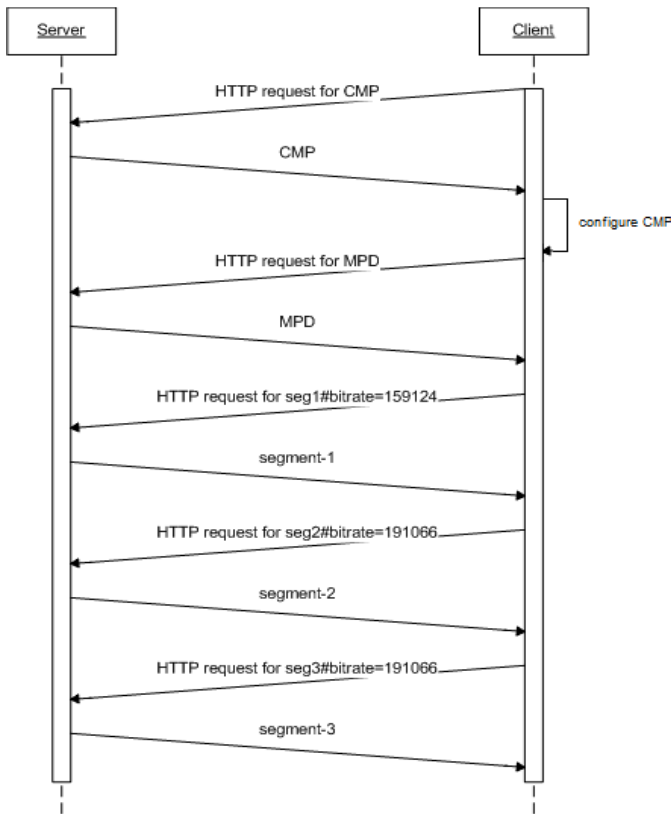 Server
Client
HTTP request for CMP
CMP
configure CMP
HTTP request for MPD
MPD
HTTP request for seg1#bitrate=159124
segment-1
HTTP request for seg2#bitrate=191066
segment-2
HTTP request for seg3#bitrate=191066
segment-3